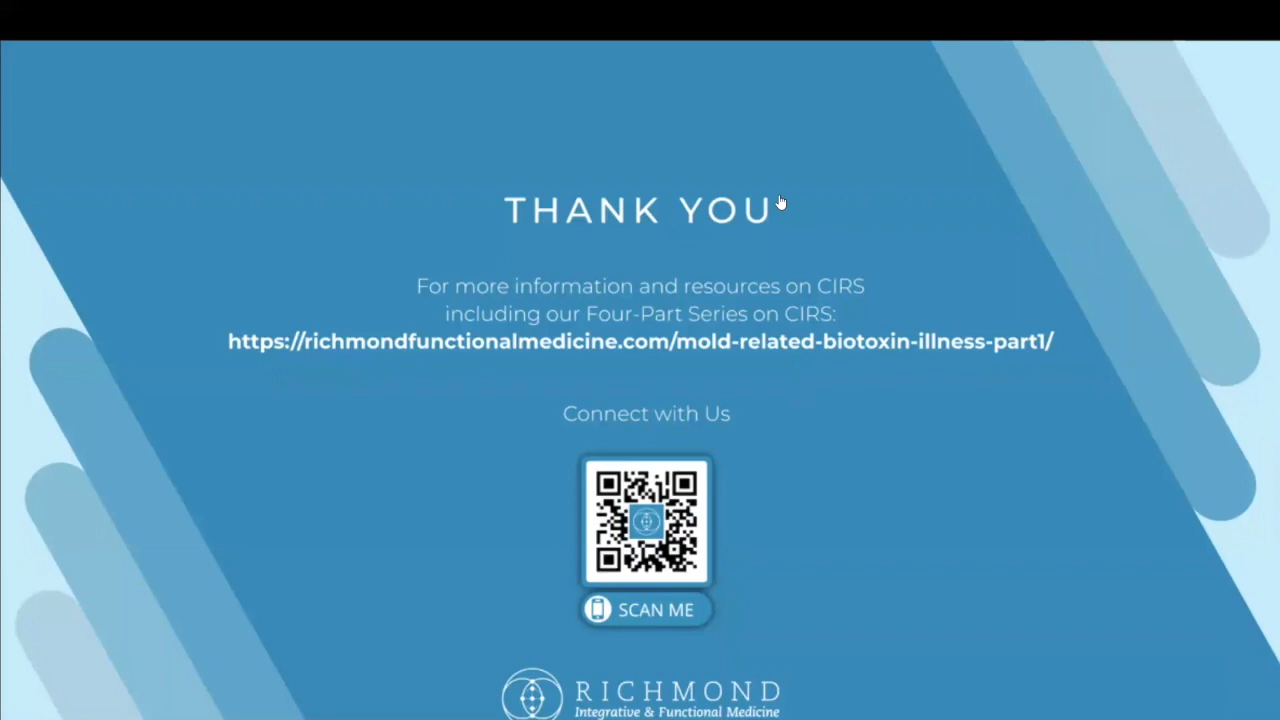 THANK YOU
For more information and resources on CIRS
including our Four-Part Series on CIRS:
https://richmondfunctionalmedicine.com/mold-related-biotoxin-illness-part1/
Connect with Us
SCAN ME
RICHMOND
Integrative & Functional Medicine